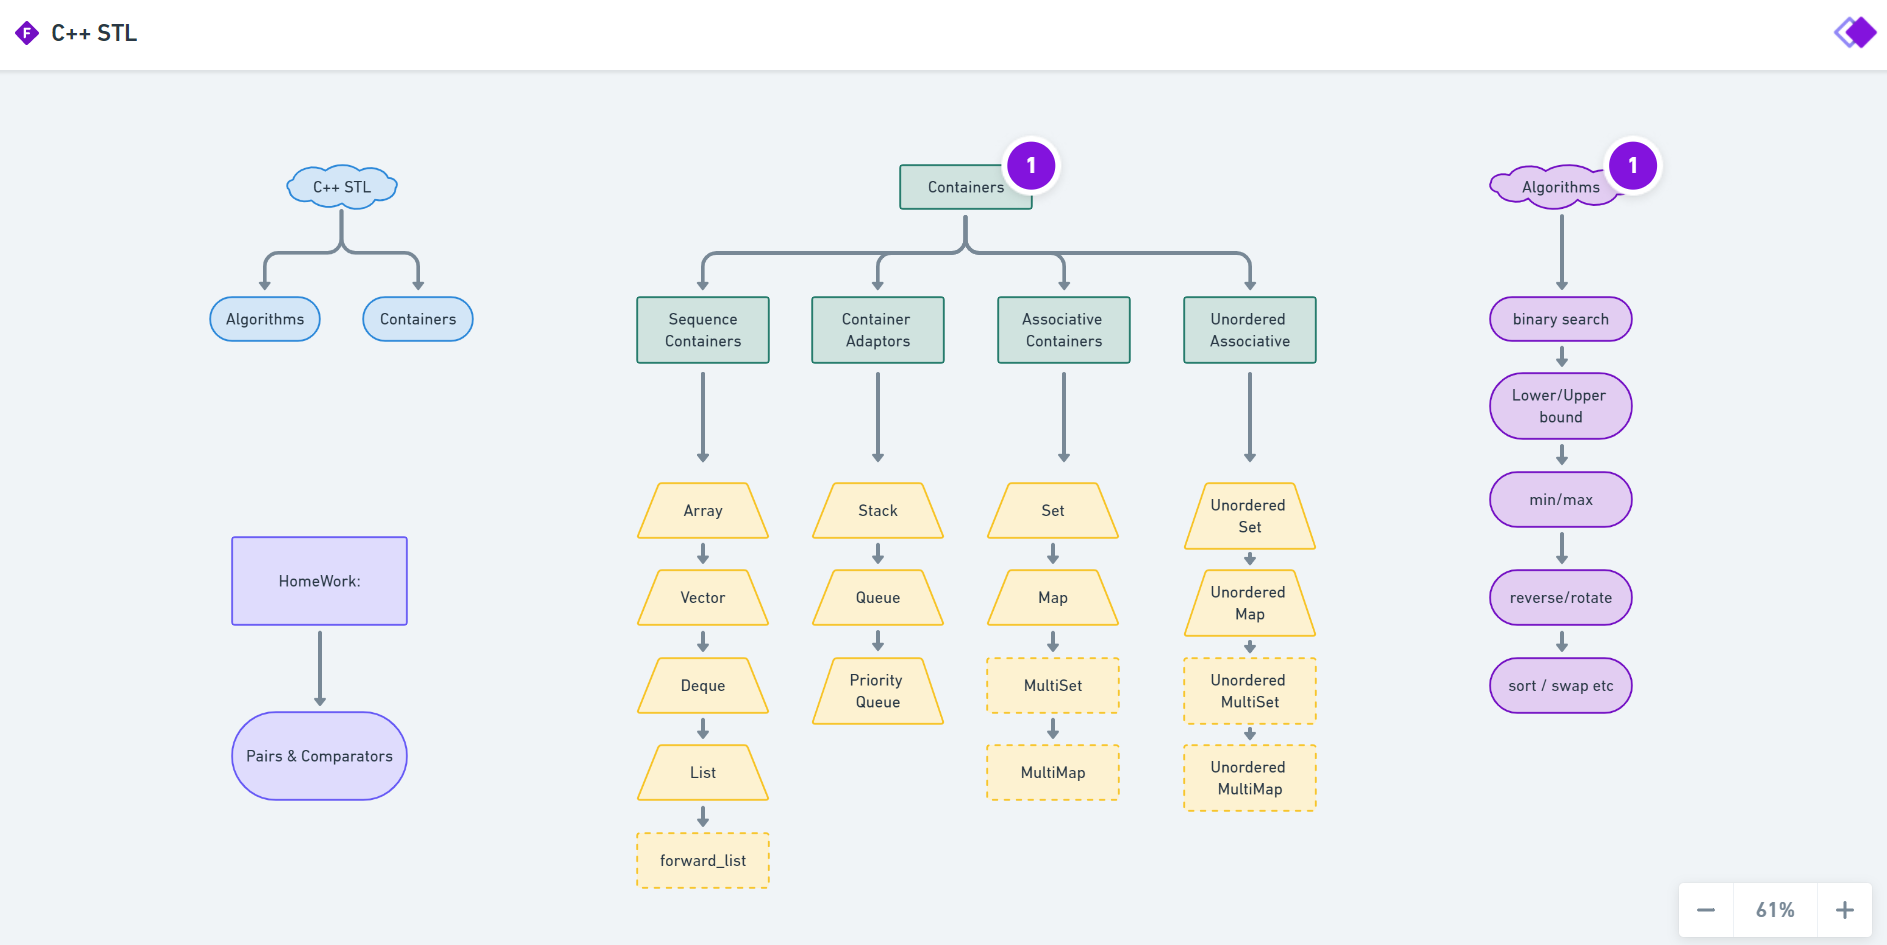 F
C++ STL
C++ STL
Algorithms
Containers
HomeWork:
Pairs & Comparators
Containers
1
Sequence
Containers
Container
Adaptors
Associative
Containers
Unordered
Associative
Array
Vector
Deque
List
forward_list
Stack
Queue
Priority
Queue
Set
Map
MultiSet
MultiMap
Unordered
Set
Unordered
Map
Unordered
MultiSet
Unordered
MultiMap
Algorithms
1
binary search
Lower/Upper
bound
min/max
reverse/rotate
sort / swap etc
61%